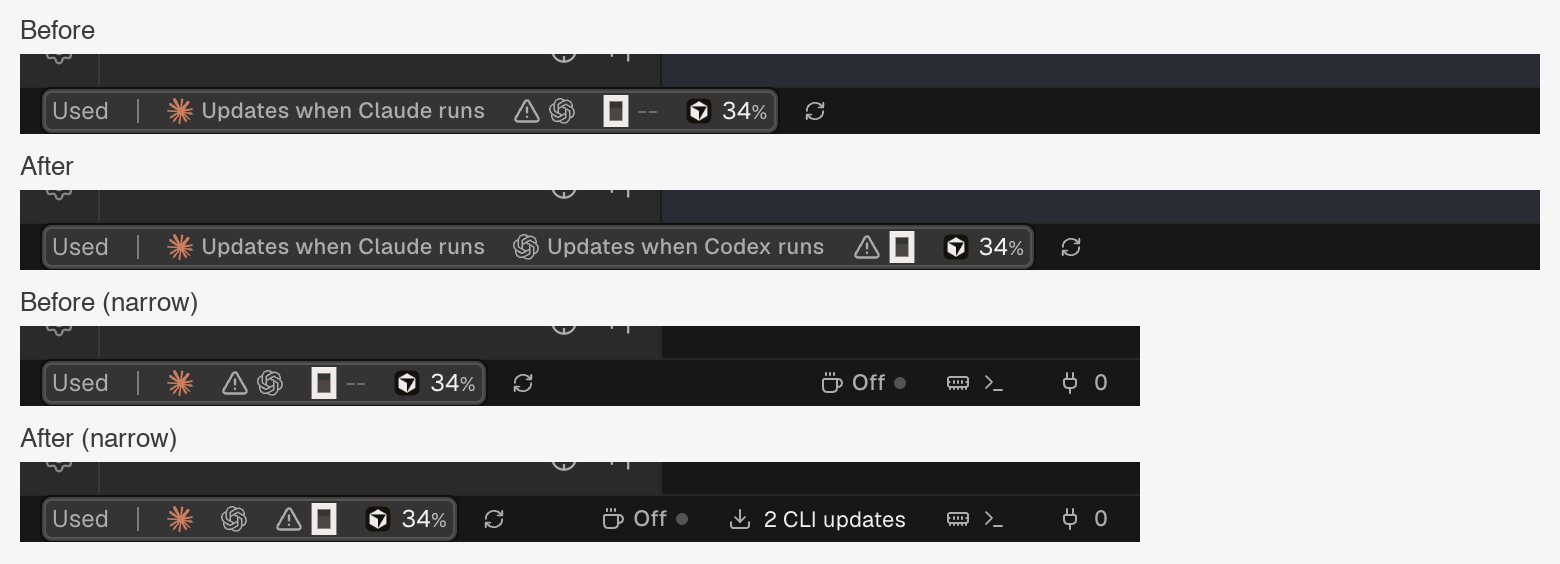 Before
Used | Updates when Claude runs -- 34%
After
Used | Updates when Claude runs Updates when Codex runs 34%
Before (narrow)
Used | -- 34% Off >_ 0
After (narrow)
Used | 34% Off 2 CLI updates >_ 0